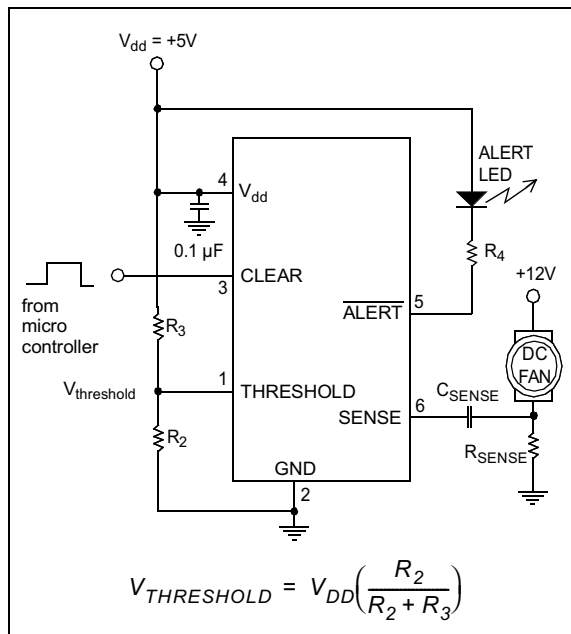 Vdd = +5V
ALERT
LED
4
Vdd
0.1 µF
R4
CLEAR
3
from
micro
controller
+12V
5
ALERT
R3
DC
FAN
Vthreshold
1
THRESHOLD
CSENSE
6
SENSE
R2
RSENSE
GND
2
VTHRESHOLD = VDD(R2/(R2 + R3))